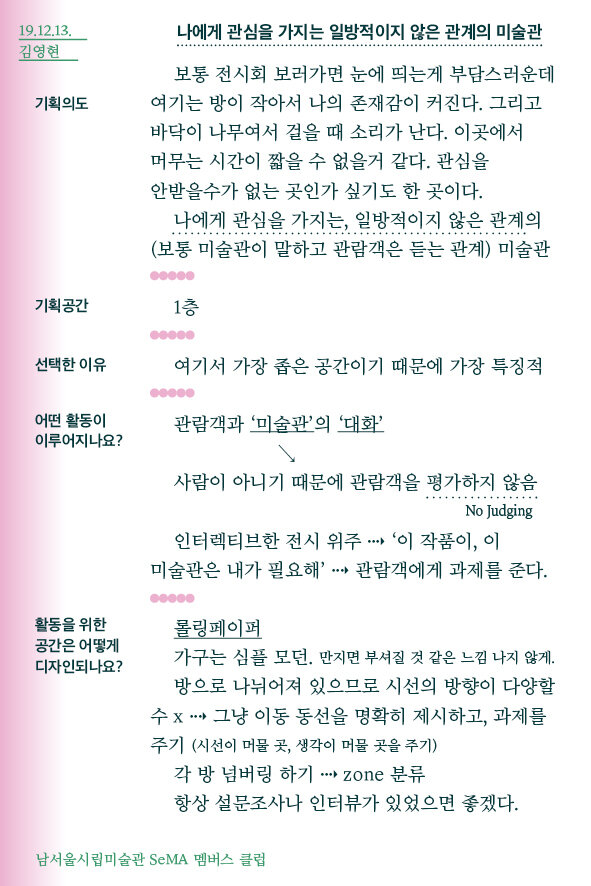 19.12.13.
김영현
나에게 관심을 가지는 일방적이지 않은 관계의 미술관
기획의도
보통 전시회 보러가면 눈에 띄는게 부담스러운데
여기는 방이 작아서 나의 존재감이 커진다. 그리고
바닥이 나무여서 걸을 때 소리가 난다. 이곳에서
머무는 시간이 짧을 수 없을거 같다. 관심을
안받을수가 없는 곳인가 싶기도 한 곳이다.
나에게 관심을 가지는, 일방적이지 않은 관계의
(보통 미술관이 말하고 관람객은 듣는 관계) 미술관
기획공간
1층
선택한 이유
여기서 가장 좁은 공간이기 때문에 가장 특징적
어떤 활동이
이루어지나요?
관람객과 ‘미술관’의 ‘대화’
↘
사람이 아니기 때문에 관람객을 평가하지 않음
No Judging
인터렉티브한 전시 위주 ⇢ ‘이 작품이, 이
미술관은 내가 필요해’ ⇢ 관람객에게 과제를 준다.
활동을 위한
공간은 어떻게
디자인되나요?
롤링페이퍼
가구는 심플 모던. 만지면 부셔질 것 같은 느낌 나지 않게.
방으로 나뉘어져 있으므로 시선의 방향이 다양할
수 x ⇢ 그냥 이동 동선을 명확히 제시하고, 과제를
주기 (시선이 머물 곳, 생각이 머물 곳을 주기)
각 방 넘버링 하기 ⇢ zone 분류
항상 설문조사나 인터뷰가 있었으면 좋겠다.
남서울시립미술관 SeMA 멤버스 클럽